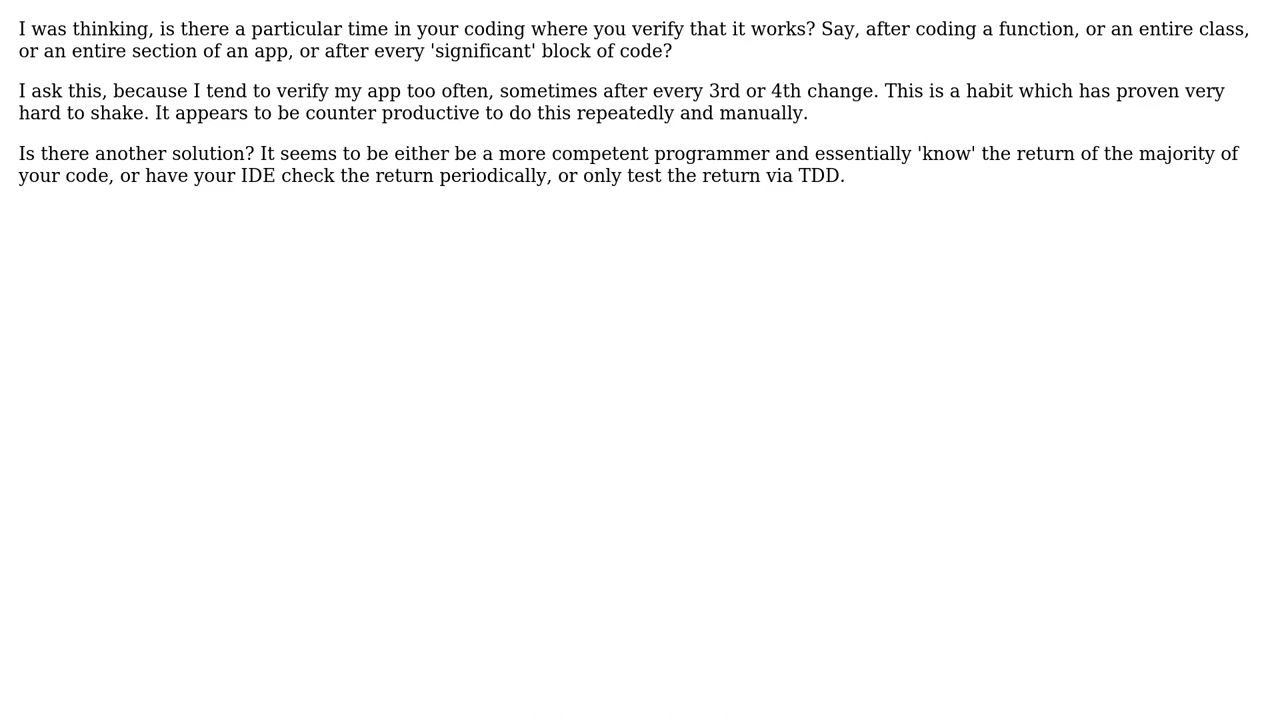 I was thinking, is there a particular time in your coding where you verify that it works? Say, after coding a function, or an entire class,
or an entire section of an app, or after every 'significant' block of code?
I ask this, because I tend to verify my app too often, sometimes after every 3rd or 4th change. This is a habit which has proven very
hard to shake. It appears to be counter productive to do this repeatedly and manually.
Is there another solution? It seems to be either be a more competent programmer and essentially 'know' the return of the majority of
your code, or have your IDE check the return periodically, or only test the return via TDD.